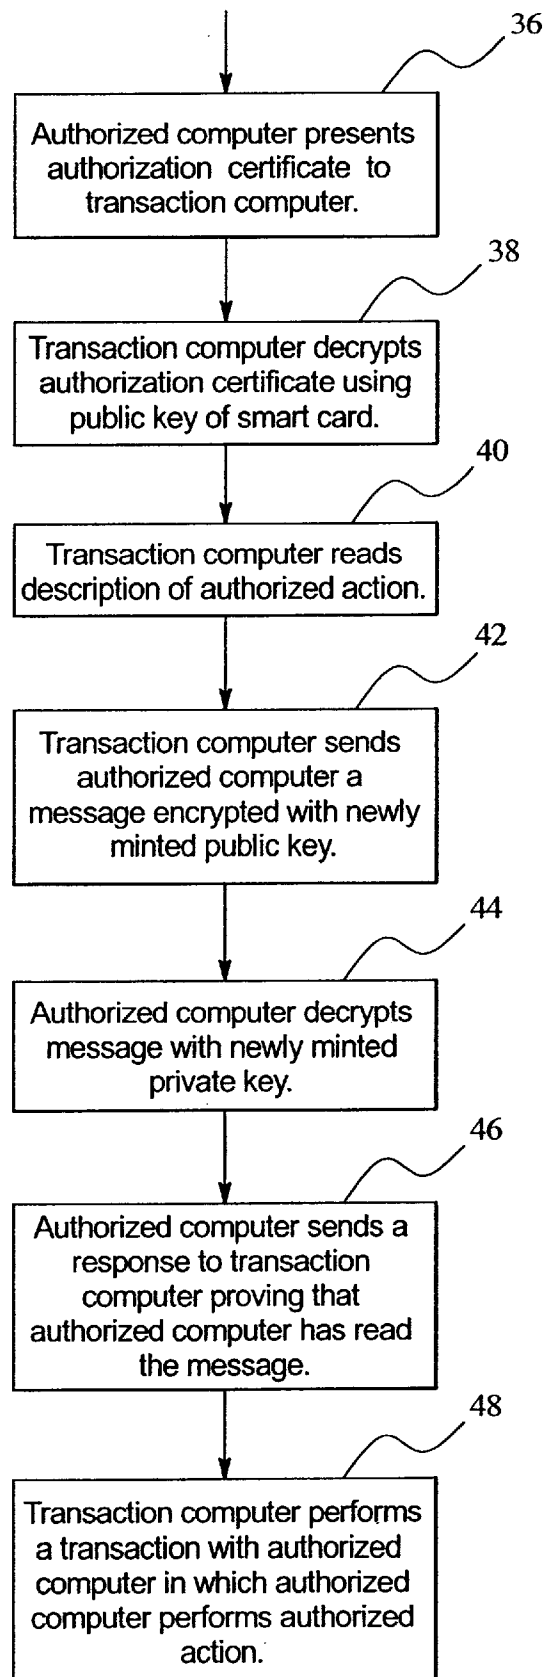 36
Authorized computer presents
authorization certificate to
transaction computer.
38
Transaction computer decrypts
authorization certificate using
public key of smart card.
40
Transaction computer reads
description of authorized action.
42
Transaction computer sends
authorized computer a
message encrypted with newly
minted public key.
44
Authorized computer decrypts
message with newly minted
private key.
46
Authorized computer sends a
response to transaction
computer proving that
authorized computer has read
the message.
48
Transaction computer performs
a transaction with authorized
computer in which authorized
computer performs authorized
action.